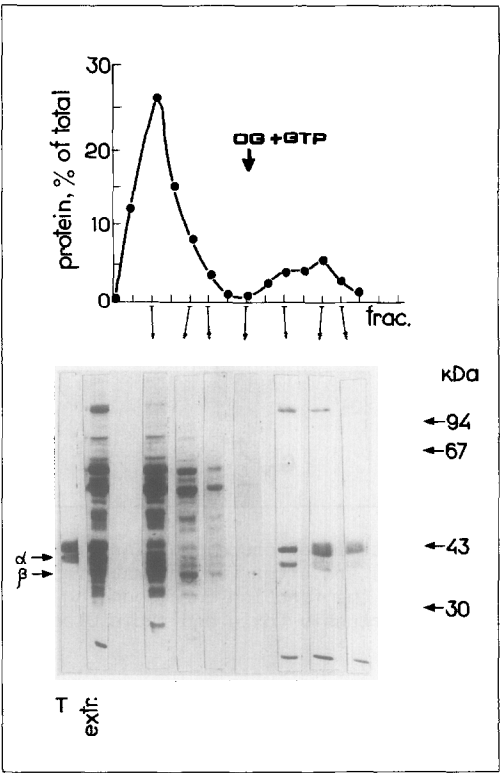 30
20
10
0
protein, % of total
OG + GTP
frac.
kDa
94
67
43
30
α
β
T
extr.